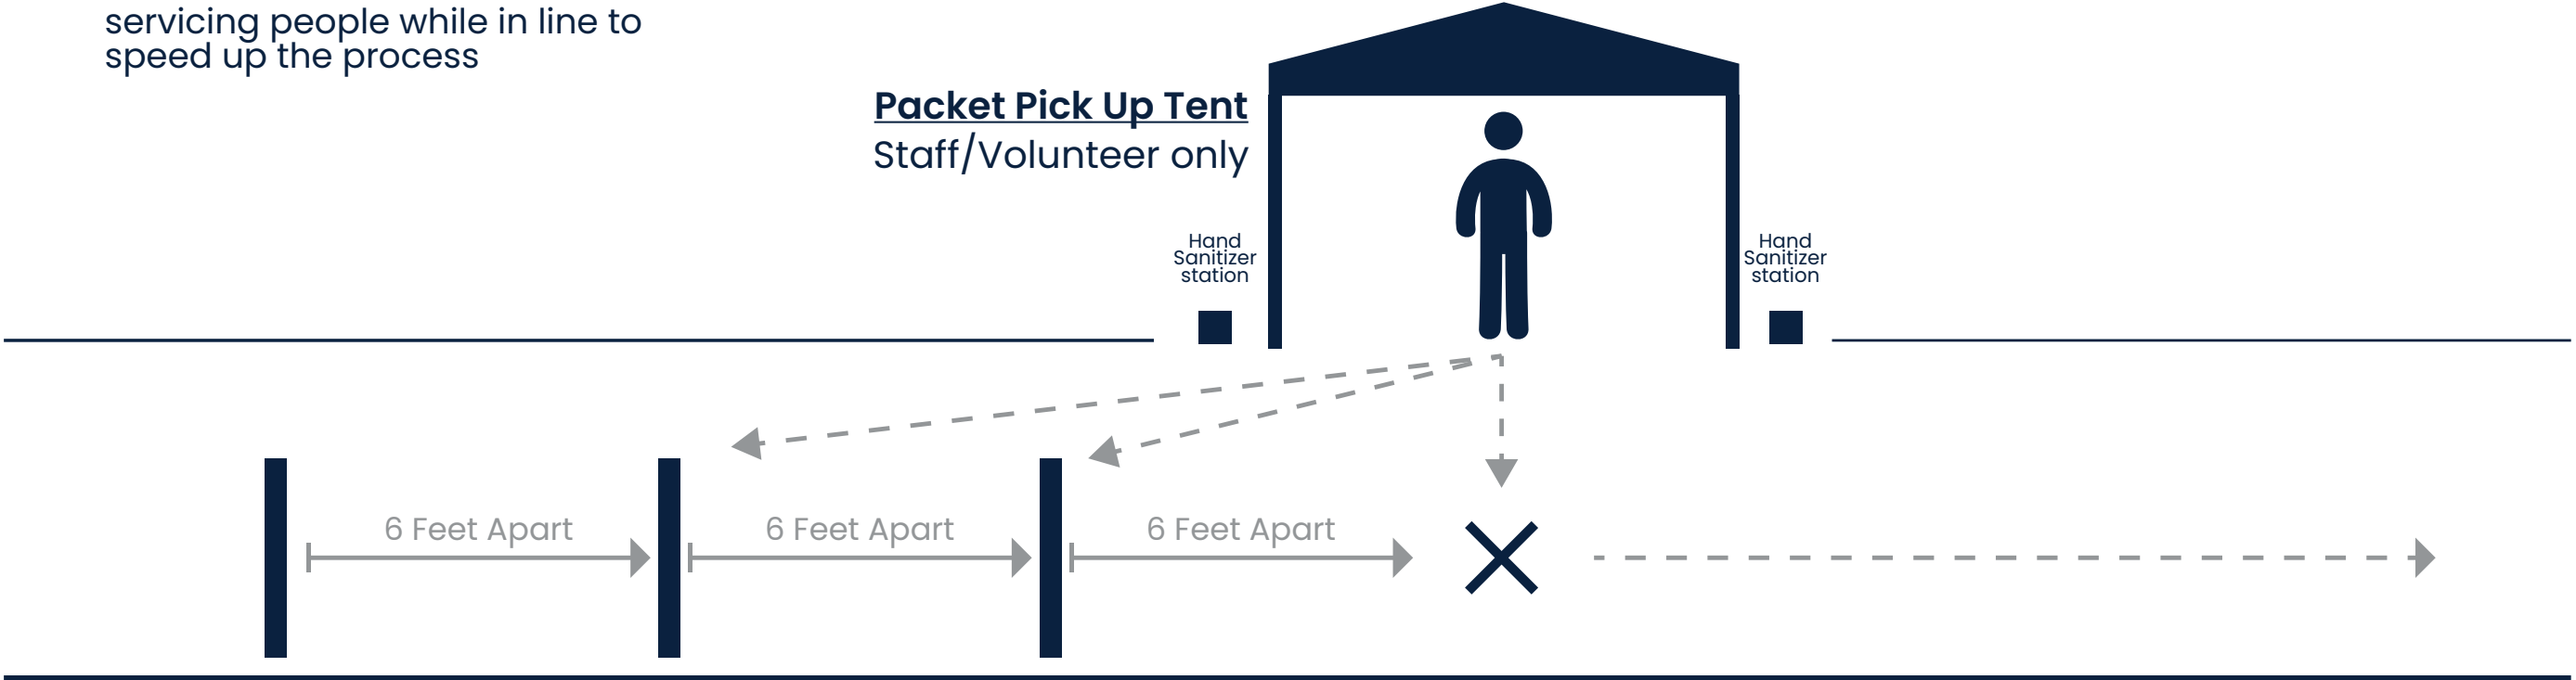 servicing people while in line to
speed up the process
Packet Pick Up Tent
Staff/Volunteer only
Hand
Sanitizer
station
Hand
Sanitizer
station
6 Feet Apart
6 Feet Apart
6 Feet Apart